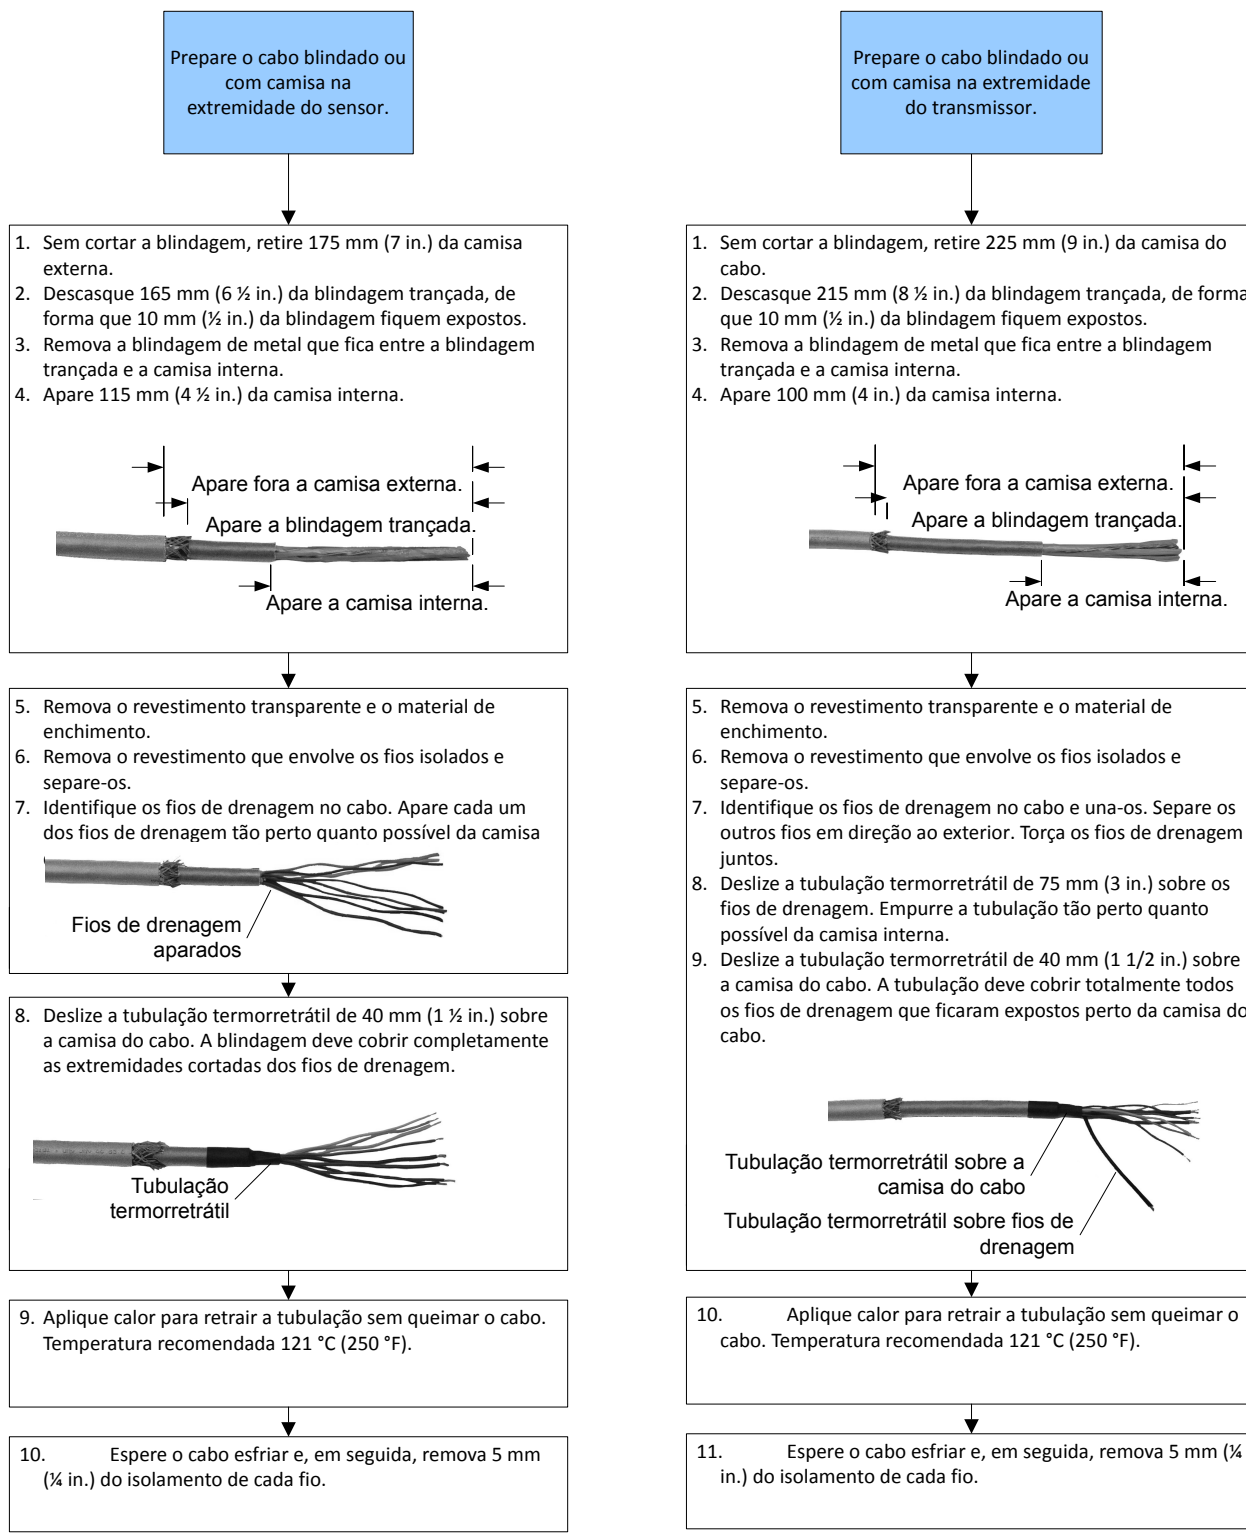 Prepare o cabo blindado ou
com camisa na
extremidade do sensor.
1. Sem cortar a blindagem, retire 175 mm (7 in.) da camisa
externa.
2. Descasque 165 mm (6 ½ in.) da blindagem trançada, de
forma que 10 mm (½ in.) da blindagem fiquem expostos.
3. Remova a blindagem de metal que fica entre a blindagem
trançada e a camisa interna.
4. Apare 115 mm (4 ½ in.) da camisa interna.
Apare fora a camisa externa.
Apare a blindagem trançada.
Apare a camisa interna.
5. Remova o revestimento transparente e o material de
enchimento.
6. Remova o revestimento que envolve os fios isolados e
separe-os.
7. Identifique os fios de drenagem no cabo. Apare cada um
dos fios de drenagem tão perto quanto possível da camisa
Fios de drenagem
aparados
8. Deslize a tubulação termorretrátil de 40 mm (1 ½ in.) sobre
a camisa do cabo. A blindagem deve cobrir completamente
as extremidades cortadas dos fios de drenagem.
Tubulação
termorretrátil
9. Aplique calor para retrair a tubulação sem queimar o cabo.
Temperatura recomendada 121 °C (250 °F).
10. Espere o cabo esfriar e, em seguida, remova 5 mm
(¼ in.) do isolamento de cada fio.
Prepare o cabo blindado ou
com camisa na extremidade
do transmissor.
1. Sem cortar a blindagem, retire 225 mm (9 in.) da camisa do
cabo.
2. Descasque 215 mm (8 ½ in.) da blindagem trançada, de forma
que 10 mm (½ in.) da blindagem fiquem expostos.
3. Remova a blindagem de metal que fica entre a blindagem
trançada e a camisa interna.
4. Apare 100 mm (4 in.) da camisa interna.
Apare fora a camisa externa.
Apare a blindagem trançada.
Apare a camisa interna.
5. Remova o revestimento transparente e o material de
enchimento.
6. Remova o revestimento que envolve os fios isolados e
separe-os.
7. Identifique os fios de drenagem no cabo e una-os. Separe os
outros fios em direção ao exterior. Torça os fios de drenagem
juntos.
8. Deslize a tubulação termorretrátil de 75 mm (3 in.) sobre os
fios de drenagem. Empurre a tubulação tão perto quanto
possível da camisa interna.
9. Deslize a tubulação termorretrátil de 40 mm (1 1/2 in.) sobre
a camisa do cabo. A tubulação deve cobrir totalmente todos
os fios de drenagem que ficaram expostos perto da camisa do
cabo.
Tubulação termorretrátil sobre a
camisa do cabo
Tubulação termorretrátil sobre fios de
drenagem
10. Aplique calor para retrair a tubulação sem queimar o
cabo. Temperatura recomendada 121 °C (250 °F).
11. Espere o cabo esfriar e, em seguida, remova 5 mm (¼
in.) do isolamento de cada fio.